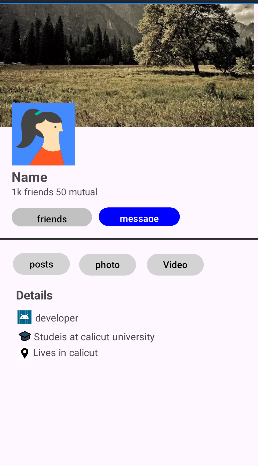 Name
1k friends 50 mutual
friends
message
posts
photo
Video
Details
developer
Studeis at calicut university
Lives in calicut